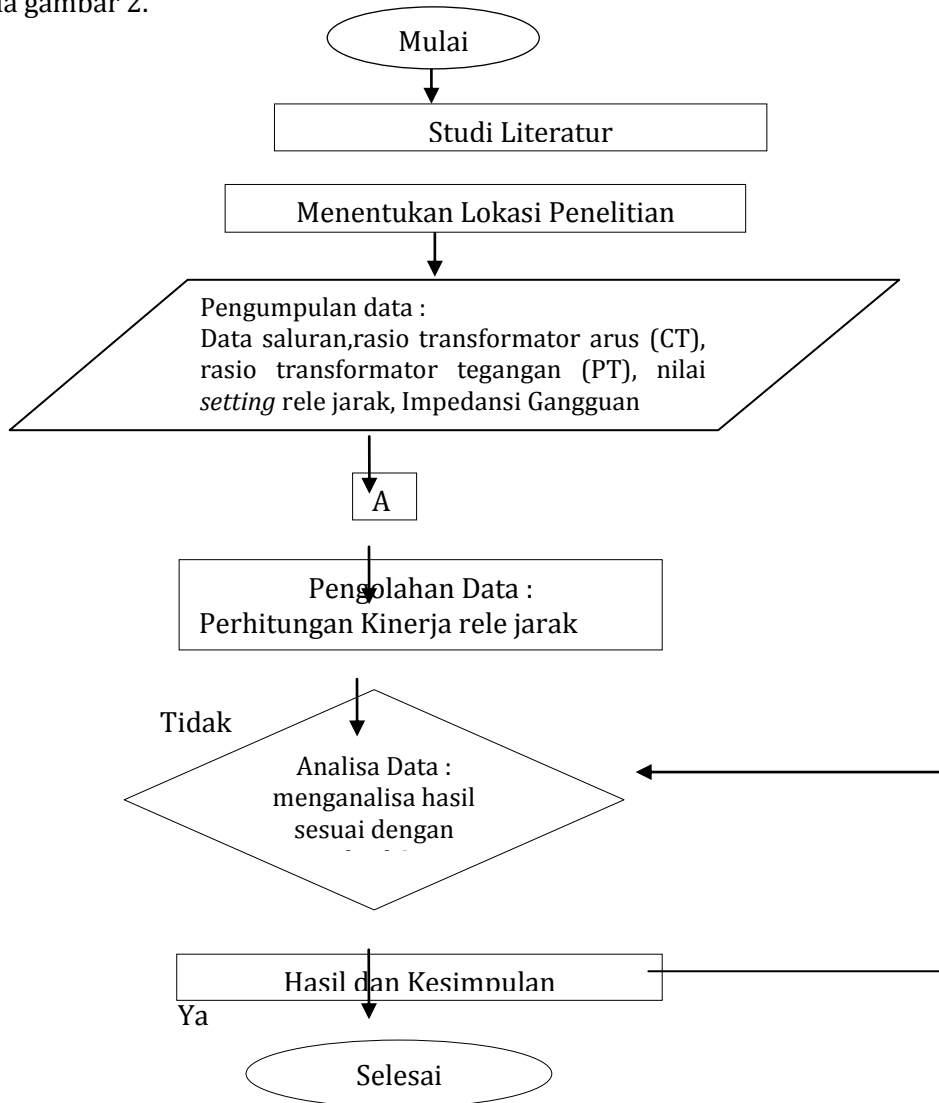 gambar 2.
Mulai
Studi Literatur
Menentukan Lokasi Penelitian
Pengumpulan data :
Data saluran,rasio transformator arus (CT),
rasio transformator tegangan (PT), nilai
setting rele jarak, Impedansi Gangguan
A
Pengolahan Data :
Perhitungan Kinerja rele jarak
Tidak
Analisa Data :
menganalisa hasil
sesuai dengan
Hasil dan Kesimpulan
Ya
Selesai